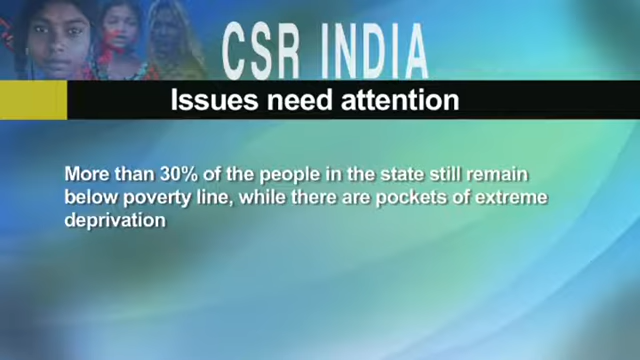 CSR INDIA
Issues need attention
More than 30% of the people in the state still remain
below poverty line, while there are pockets of extreme
deprivation